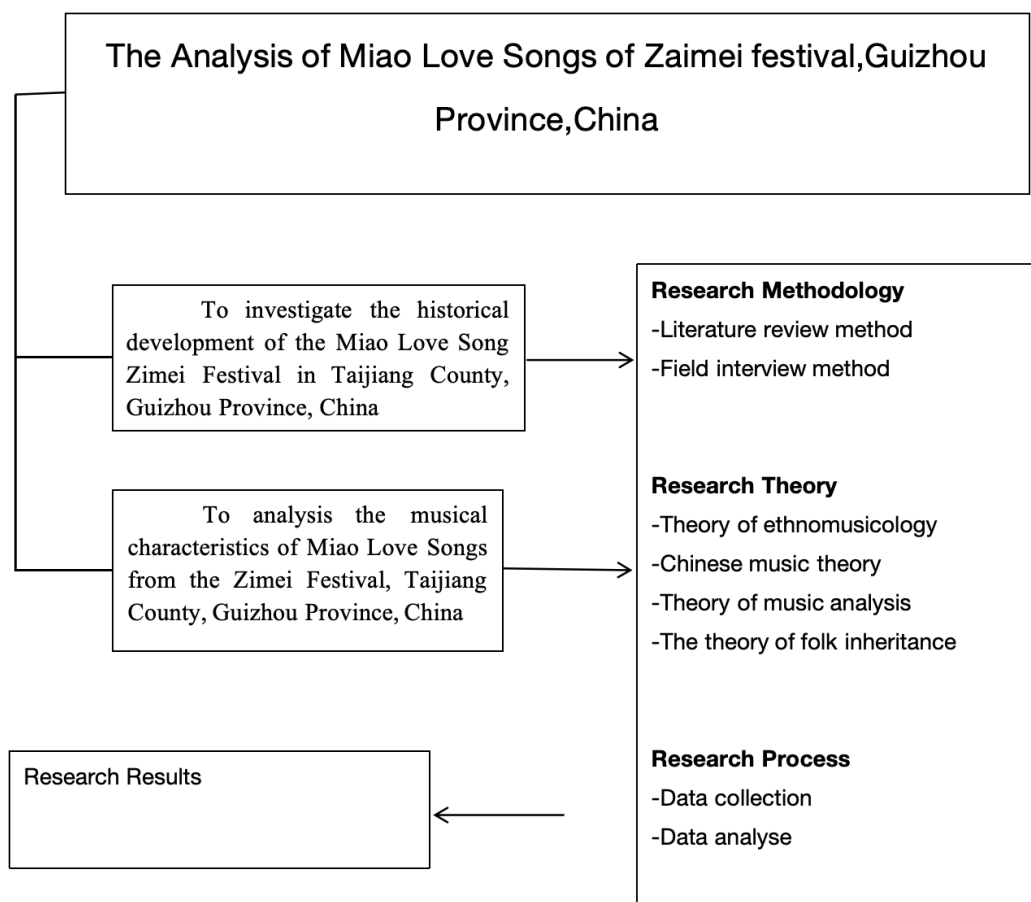 The Analysis of Miao Love Songs of Zaimei festival,Guizhou
Province,China
To investigate the historical
development of the Miao Love Song
Zimei Festival in Taijiang County,
Guizhou Province, China
To analysis the musical
characteristics of Miao Love Songs
from the Zimei Festival, Taijiang
County, Guizhou Province, China
Research Methodology
-Literature review method
-Field interview method
Research Theory
-Theory of ethnomusicology
-Chinese music theory
-Theory of music analysis
-The theory of folk inheritance
Research Process
-Data collection
-Data analyse
Research Results